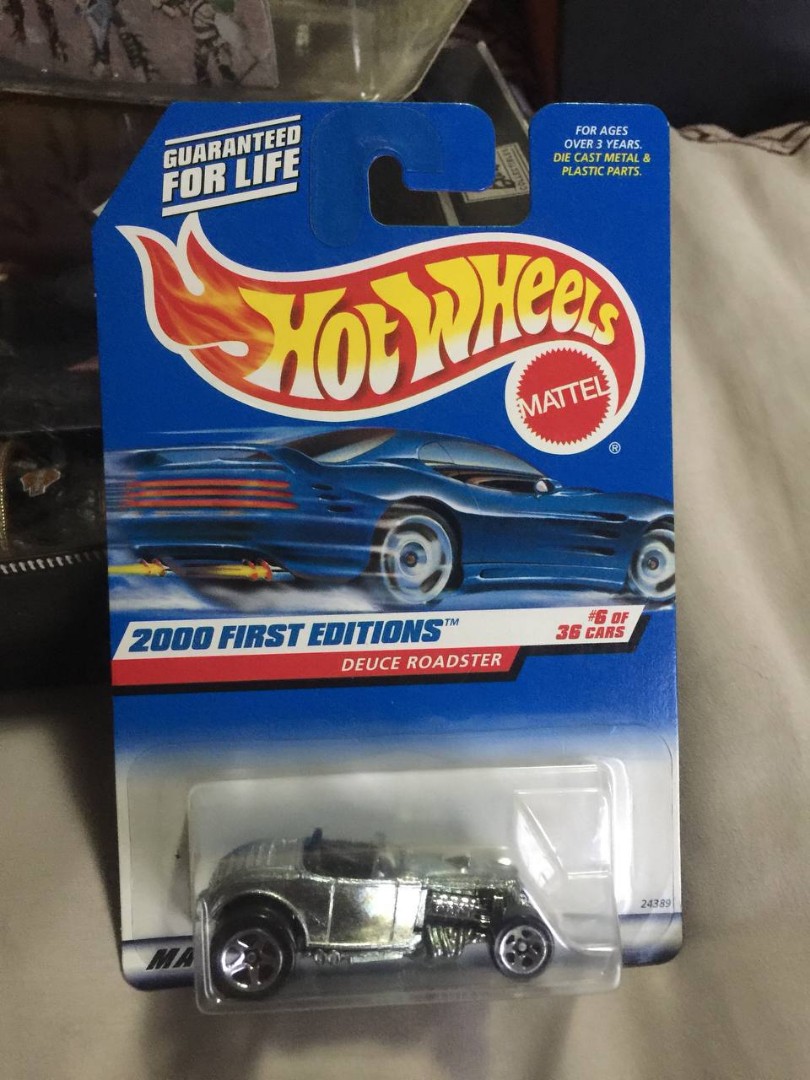 GUARANTEED
FOR LIFE
FOR AGES
OVER 3 YEARS.
DIE CAST METAL &
PLASTIC PARTS.
HOT WHEELS
MATTEL
®
2000 FIRST EDITIONS™
#6 OF
36 CARS
DEUCE ROADSTER
24389
MA